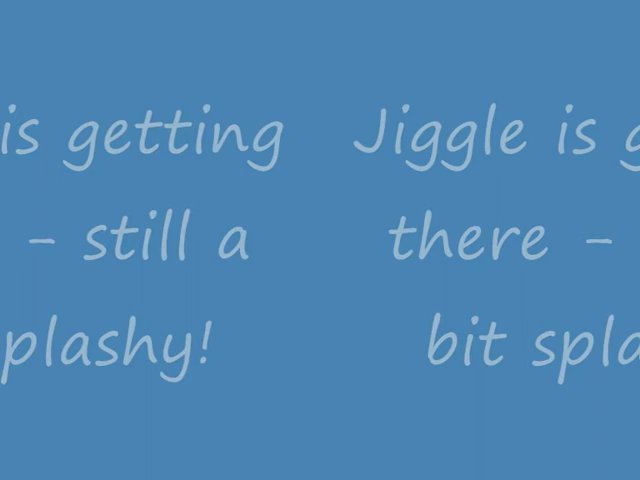 is getting Jiggle is g
- still a there -
plashy! bit spla